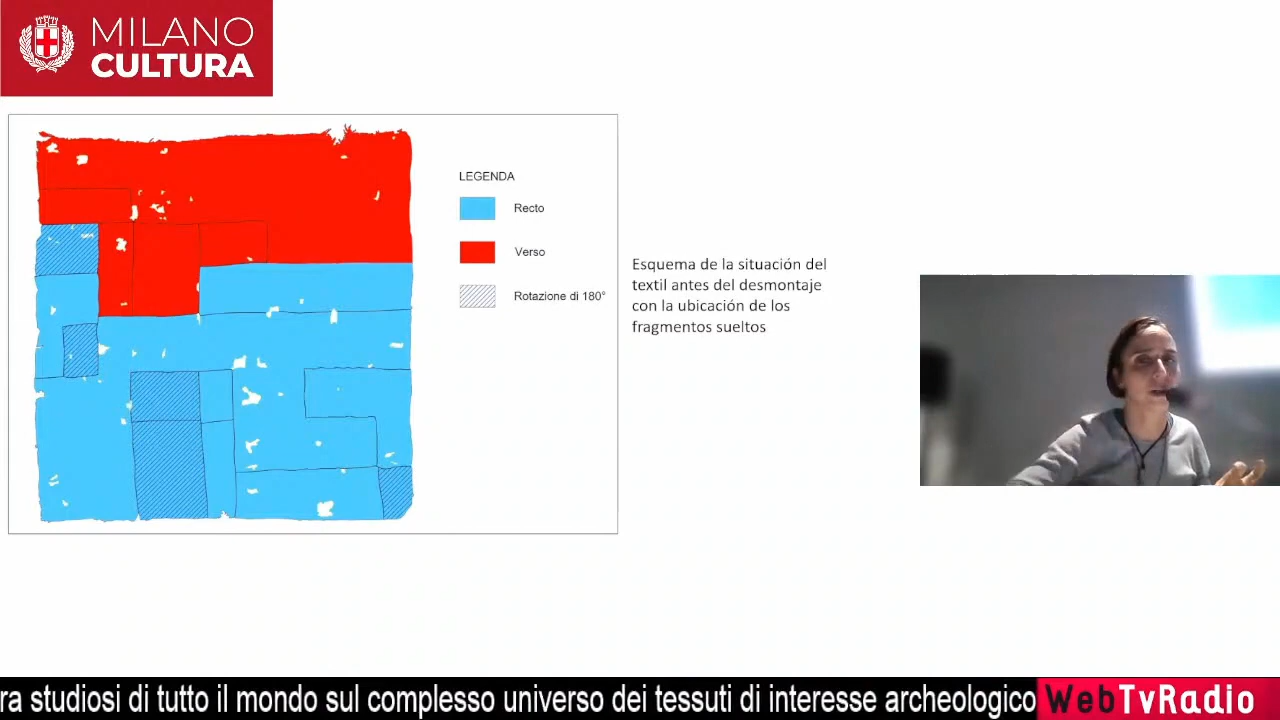 MILANO
CULTURA
LEGENDA
Recto
Verso
Rotazione di 180°
Esquema de la situación del
textil antes del desmontaje
con la ubicación de los
fragmentos sueltos
ra studiosi di tutto il mondo sul complesso universo dei tessuti di interesse archeologico
WebTvRadio